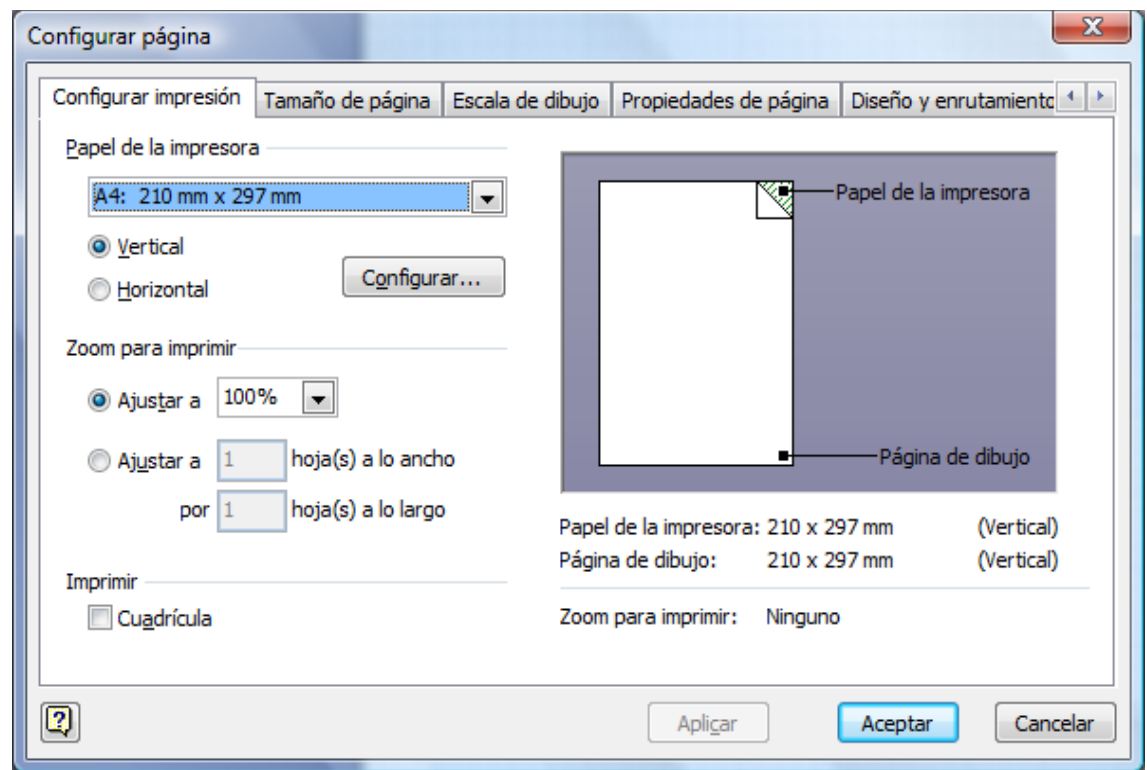 Configurar página
Configurar impresión Tamaño de página Escala de dibujo Propiedades de página Diseño y enrutamiento
Papel de la impresora
A4: 210 mm x 297 mm
Vertical
Horizontal
Configurar...
Zoom para imprimir
Ajustar a 100%
Ajustar a 1 hoja(s) a lo ancho
por 1 hoja(s) a lo largo
Imprimir
Cuadrícula
Papel de la impresora
Página de dibujo
Papel de la impresora: 210 x 297 mm (Vertical)
Página de dibujo: 210 x 297 mm (Vertical)
Zoom para imprimir: Ninguno
Aplicar Aceptar Cancelar